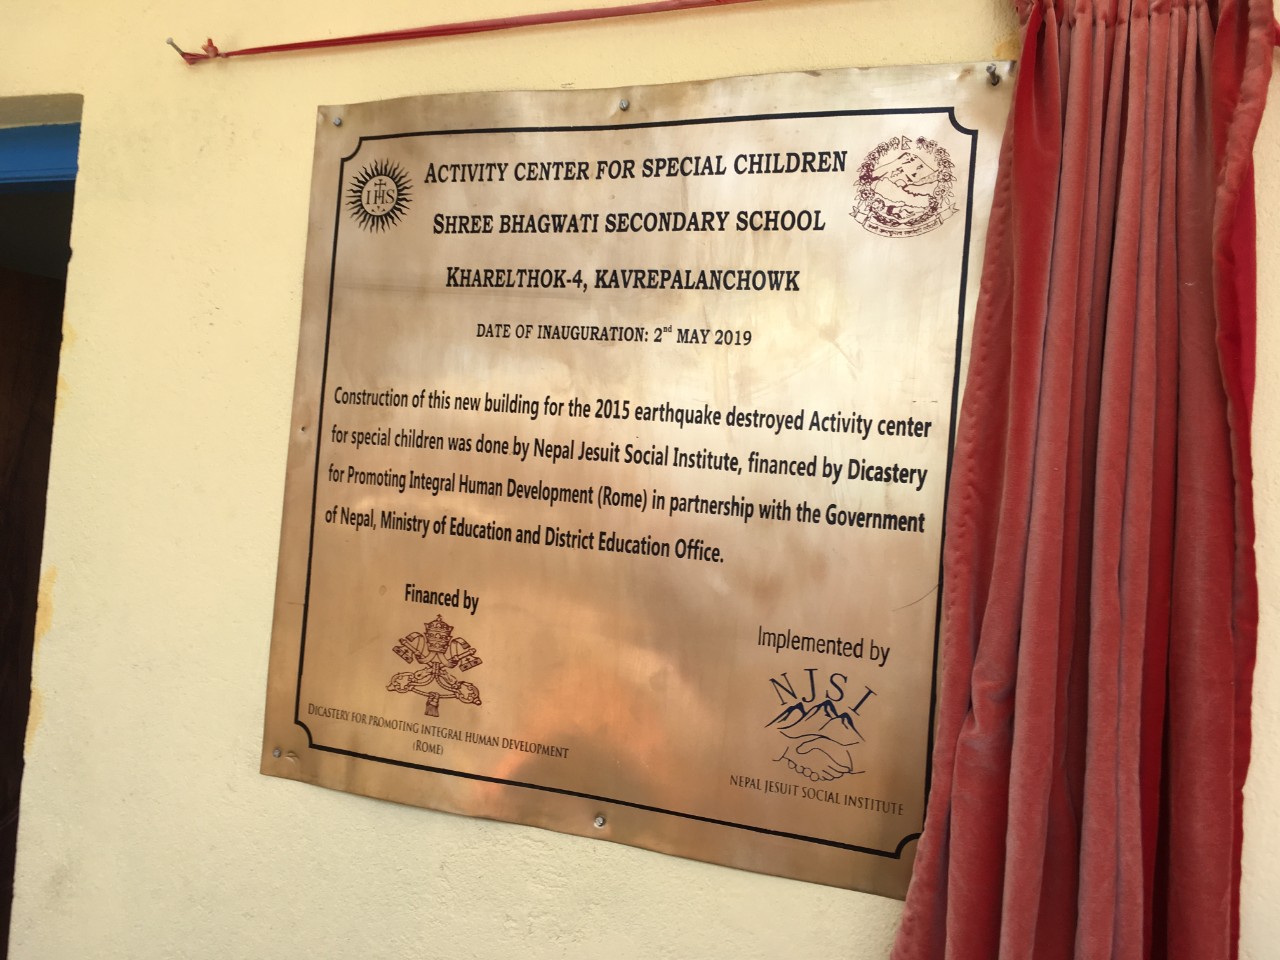 ACTIVITY CENTER FOR SPECIAL CHILDREN
SHREE BHAGWATI SECONDARY SCHOOL
KHARELTHOK-4, KAVREPALANCHOWK
DATE OF INAUGURATION: 2nd MAY 2019
Construction of this new building for the 2015 earthquake destroyed Activity center
for special children was done by Nepal Jesuit Social Institute, financed by Dicastery
for Promoting Integral Human Development (Rome) in partnership with the Government
of Nepal, Ministry of Education and District Education Office.
Financed by
DICASTERY FOR PROMOTING INTEGRAL HUMAN DEVELOPMENT
(ROME)
Implemented by
NJSI
NEPAL JESUIT SOCIAL INSTITUTE
IHS